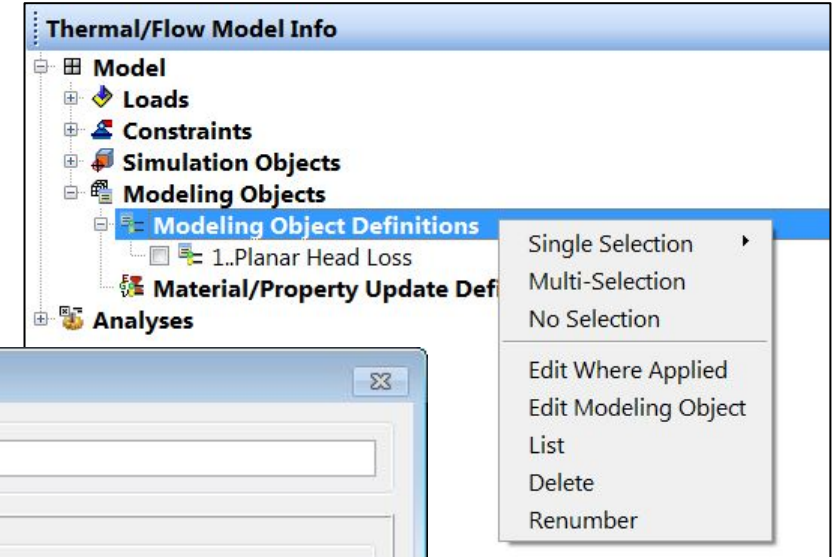 Thermal/Flow Model Info
Model
Loads
Constraints
Simulation Objects
Modeling Objects
Modeling Object Definitions
1..Planar Head Loss
Material/Property Update Defi
Analyses
Single Selection
Multi-Selection
No Selection
Edit Where Applied
Edit Modeling Object
List
Delete
Renumber